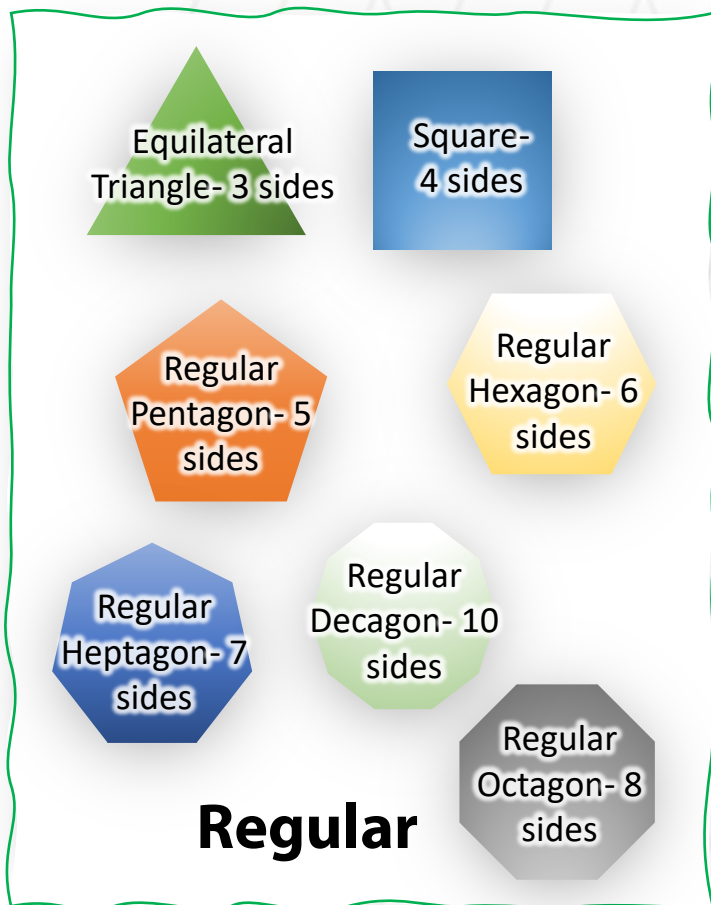 Equilateral
Triangle- 3 sides
Square-
4 sides
Regular
Pentagon- 5
sides
Regular
Hexagon- 6
sides
Regular
Heptagon- 7
sides
Regular
Decagon- 10
sides
Regular
Octagon- 8
sides
Regular